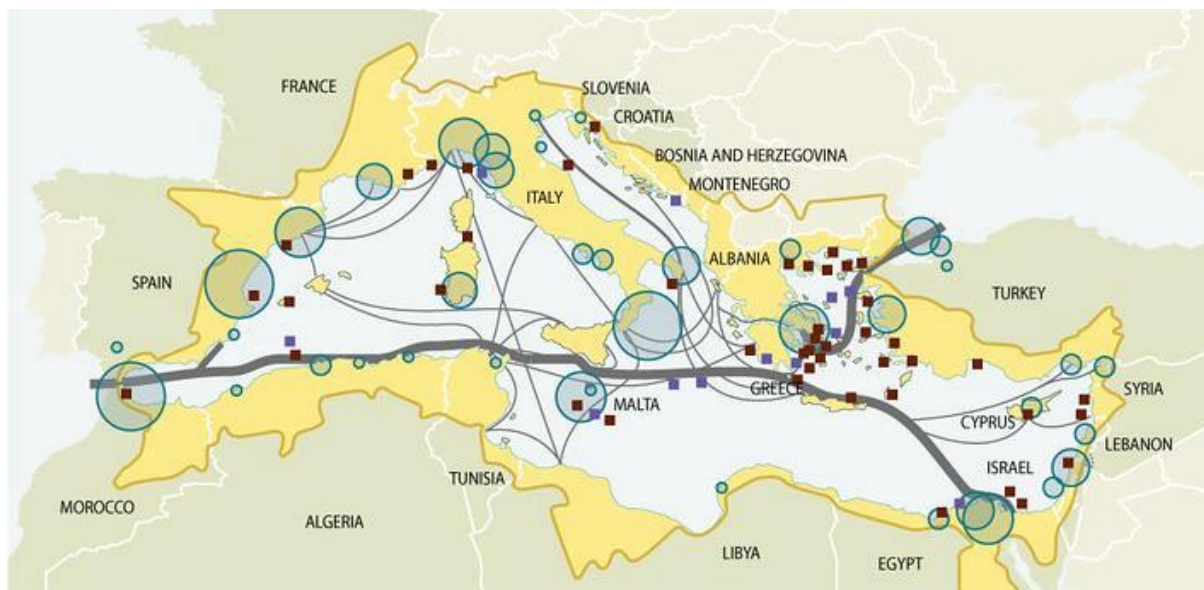 FRANCE
SLOVENIA
CROATIA
BOSNIA AND HERZEGOVINA
MONTENEGRO
ITALY
ALBANIA
SPAIN
TURKEY
GREECE
SYRIA
MALTA
CYPRUS
LEBANON
TUNISIA
ISRAEL
MOROCCO
ALGERIA
LIBYA
EGYPT